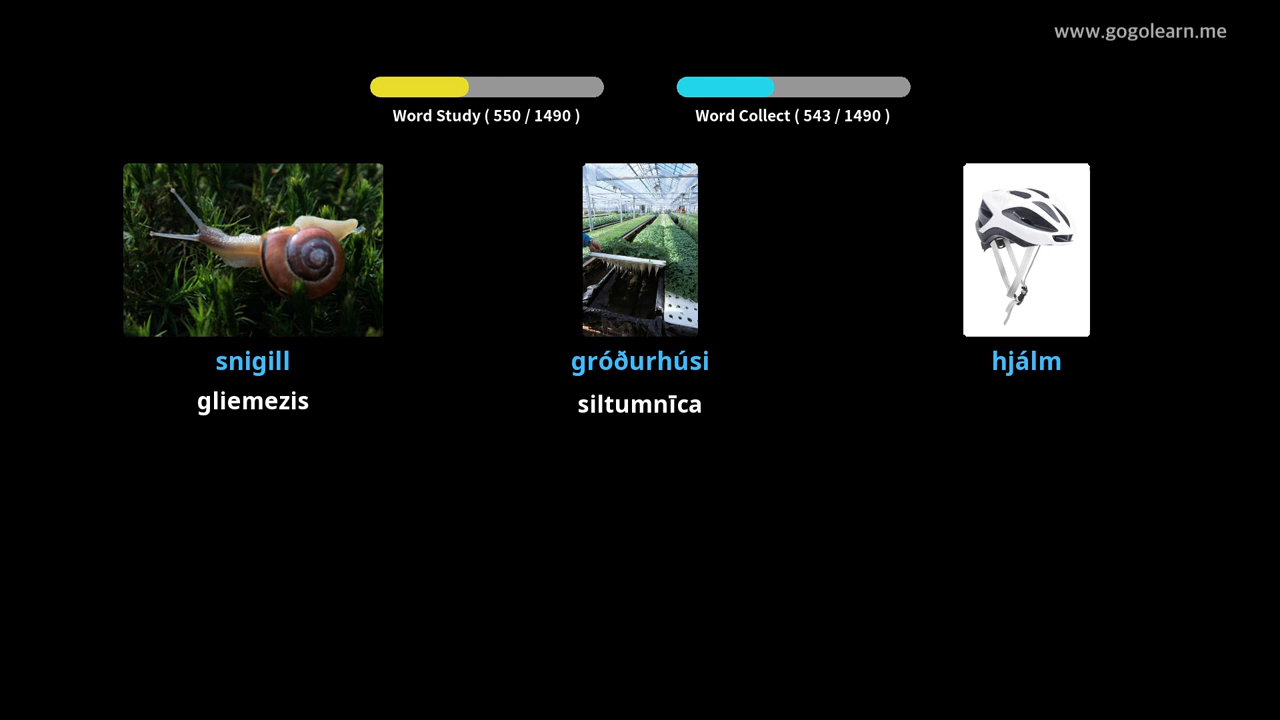 www.gogolearn.me
Word Study ( 550 / 1490 )
Word Collect ( 543 / 1490 )
snigill
gróðurhúsi
hjálm
gliemezis
siltumnīca